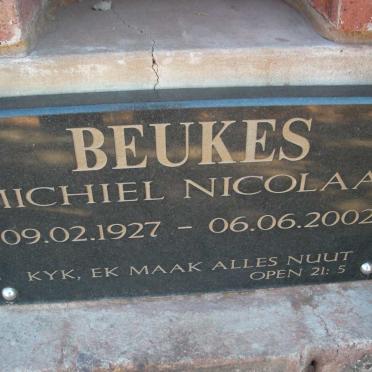 BEUKES
MICHIEL NICOLAA
09.02.1927 - 06.06.2002
KYK, EK MAAK ALLES NUUT
OPEN 21: 5